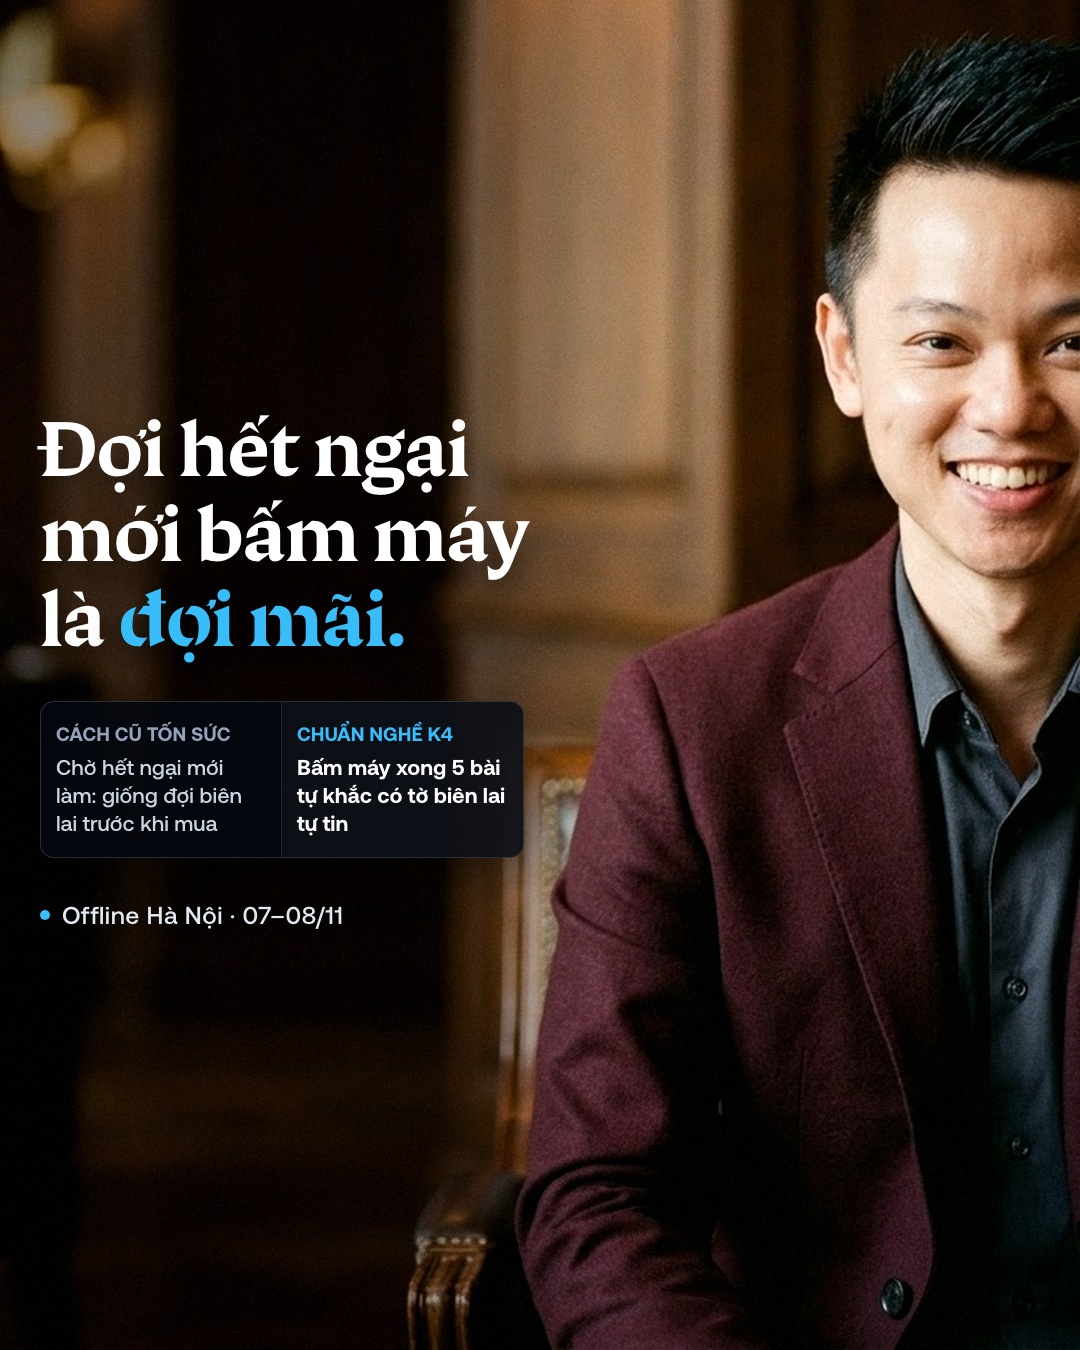 Đợi hết ngại
mới bấm máy
là đợi mãi.
CÁCH CŨ TỐN SỨC
Chờ hết ngại mới
làm: giống đợi biên
lai trước khi mua
CHUẨN NGHỀ K4
Bấm máy xong 5 bài
tự khắc có tờ biên lai
tự tin
Offline Hà Nội · 07–08/11